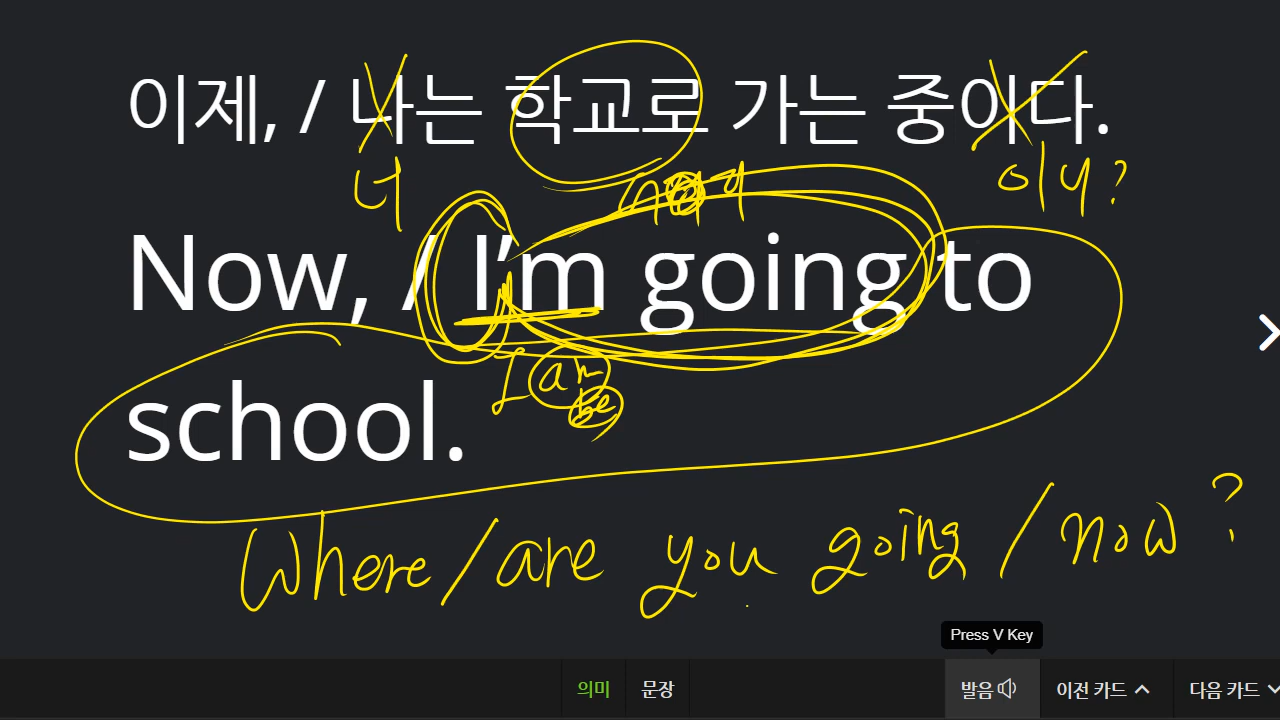 이제, / 나는 학교로 가는 중이다.
너 이냐?
Now, / I'm going to
school.
I am
be
Where / are you going / now?
Press V Key
의미 문장 발음 이전 카드 다음 카드